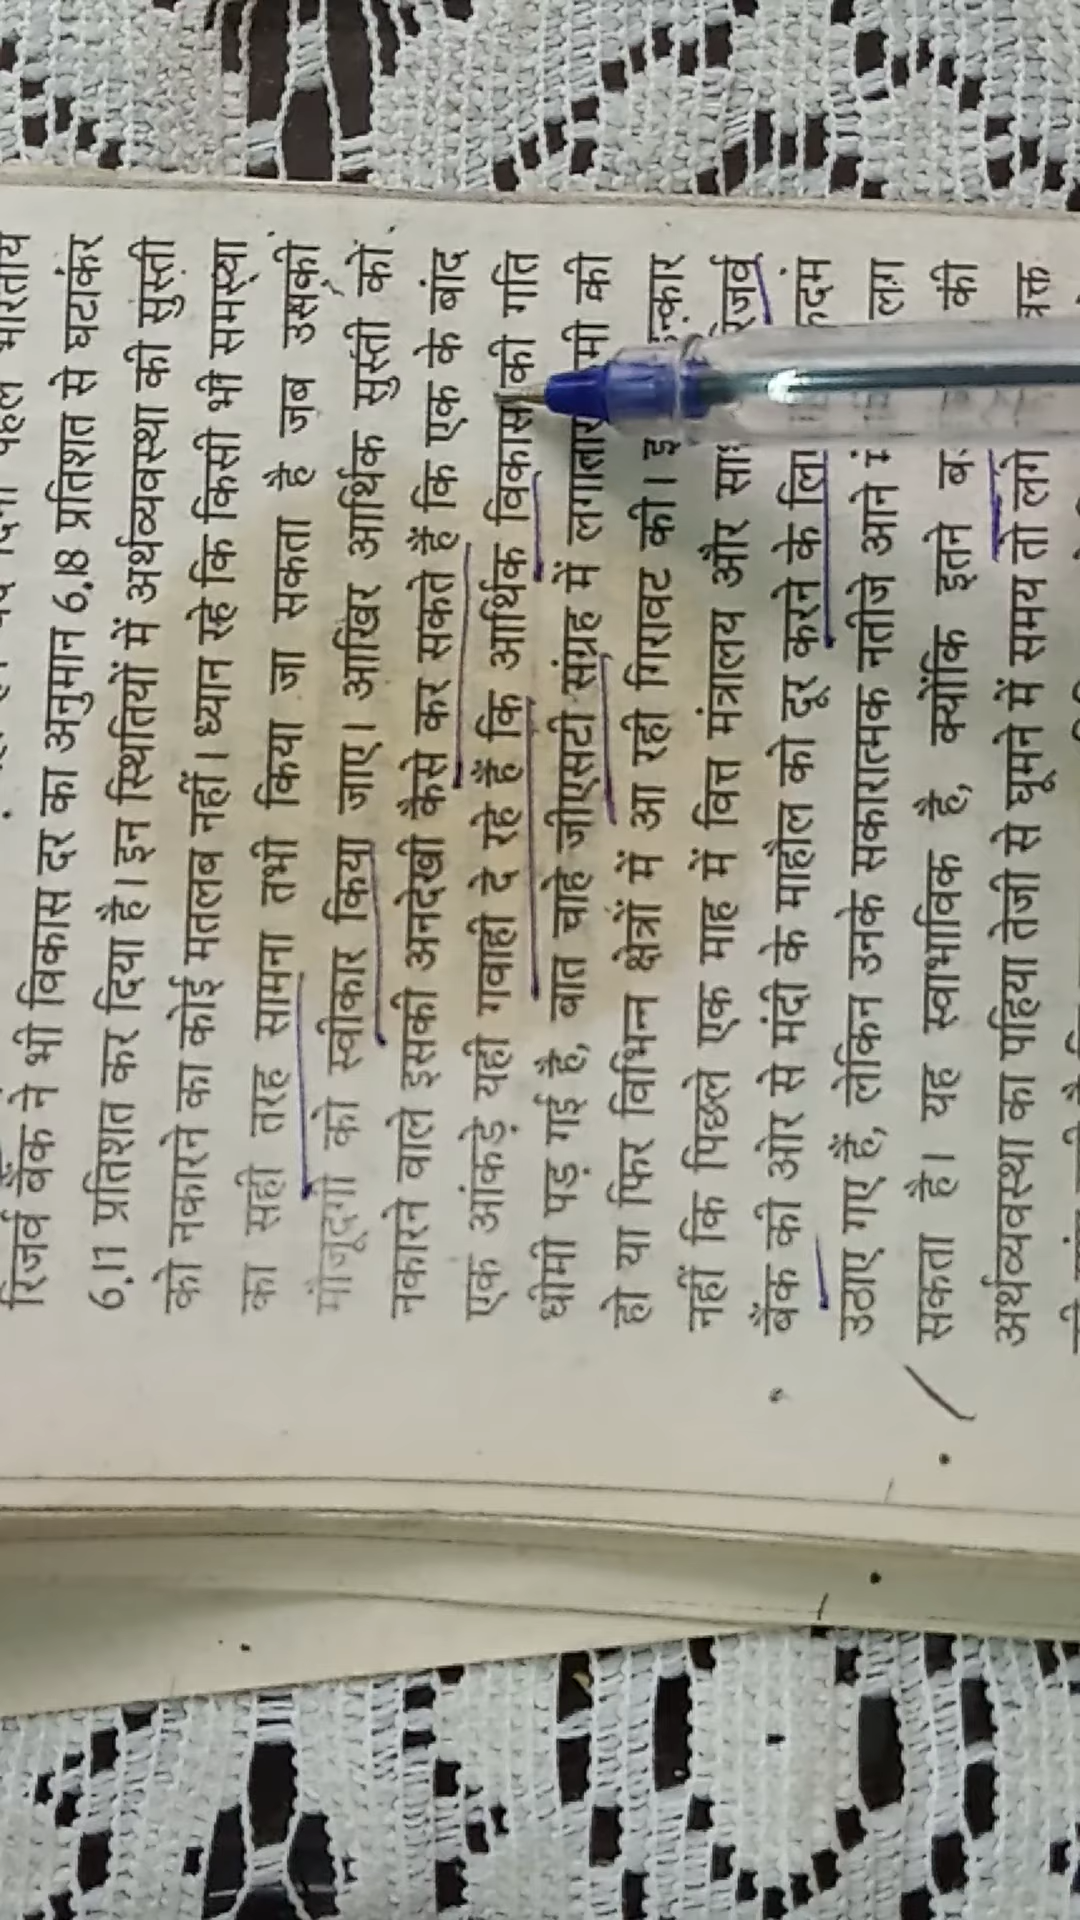 रिजर्व बैंक ने भी विकास दर का अनुमान 6.18 प्रतिशत से घटाकर
6.11 प्रतिशत कर दिया है। इन स्थितियों में अर्थव्यवस्था की सुस्ती
को नकारने का कोई मतलब नहीं। ध्यान रहे कि किसी भी समस्या
का सही तरह सामना तभी किया जा सकता है जब उसकी
मौजूदगी को स्वीकार किया जाए। आखिर आर्थिक सुस्ती को
नकारने वाले इसकी अनदेखी कैसे कर सकते हैं कि एक के बाद
एक आंकड़े यही गवाही दे रहे हैं कि आर्थिक विकास की गति
धीमी पड़ गई है, बात चाहे जीएसटी संग्रह में लगातार की
हो या फिर विभिन्न क्षेत्रों में आ रही गिरावट की।
नहीं कि पिछले एक माह में वित्त मंत्रालय और
बैंक की ओर से मंदी के माहौल को दूर करने के
उठाए गए हैं, लेकिन उनके सकारात्मक नतीजे आने लग
सकता है। यह स्वाभाविक है, क्योंकि इतने की
अर्थव्यवस्था का पहिया तेजी से घूमने में समय तो